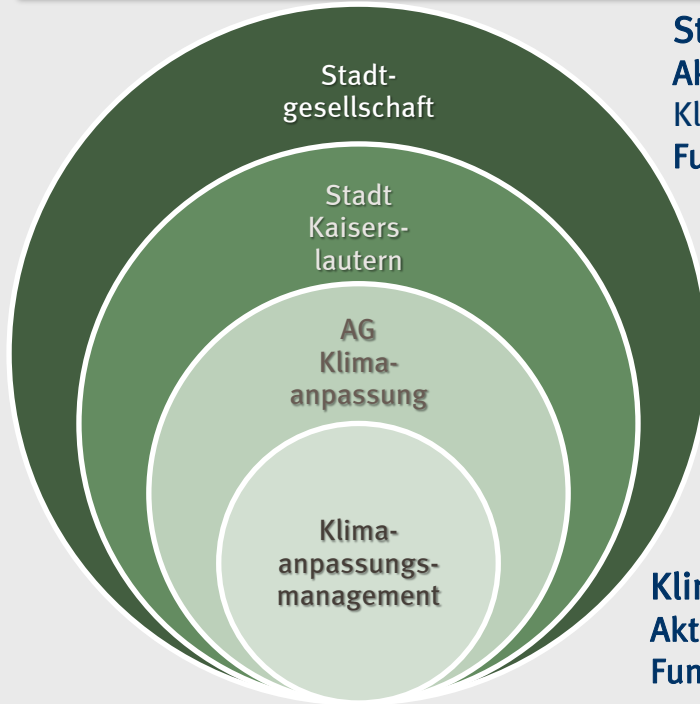 Stadt-
gesellschaft
Stadt
Kaisers-
lautern
AG
Klima-
anpassung
Klima-
anpassungs-
management